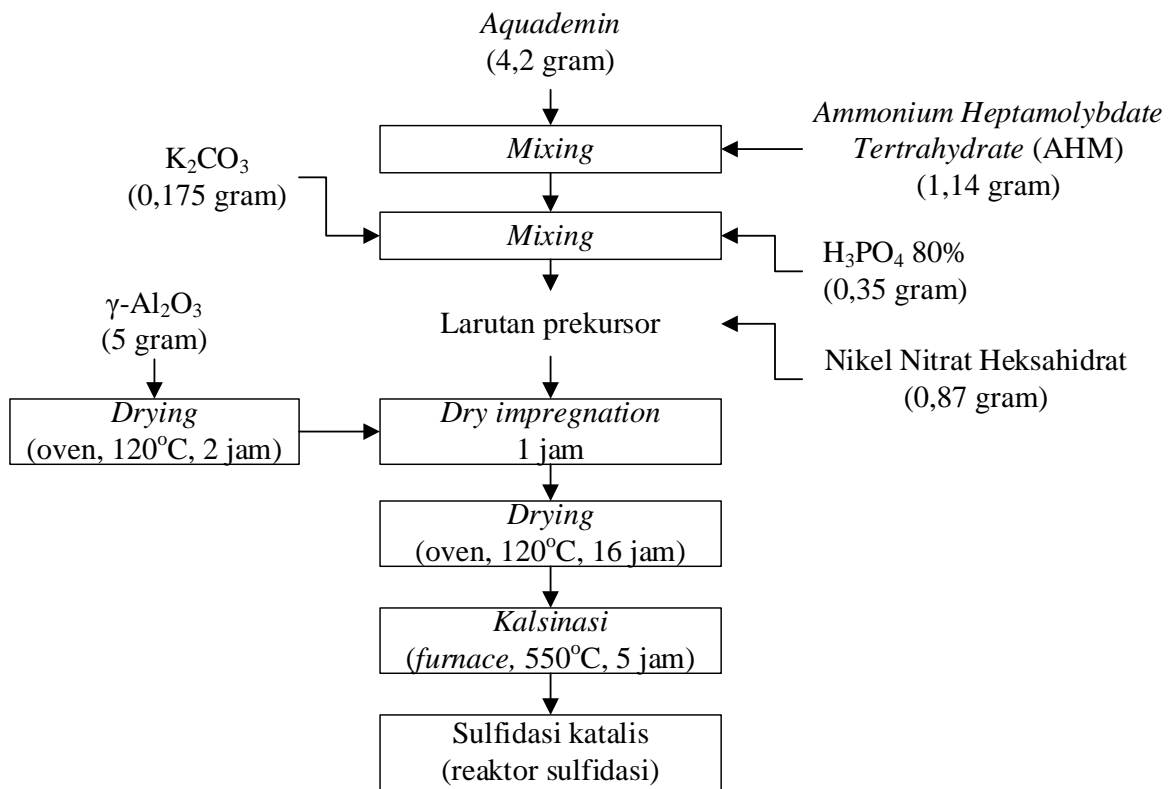 Aquademin
(4,2 gram)
Ammonium Heptamolybdate
Tertrahydrate (AHM)
(1,14 gram)
Mixing
K₂CO₃
(0,175 gram)
Mixing
H₃PO₄ 80%
(0,35 gram)
γ-Al₂O₃
(5 gram)
Larutan prekursor
Nikel Nitrat Heksahidrat
(0,87 gram)
Drying
(oven, 120°C, 2 jam)
Dry impregnation
1 jam
Drying
(oven, 120°C, 16 jam)
Kalsinasi
(furnace, 550°C, 5 jam)
Sulfidasi katalis
(reaktor sulfidasi)